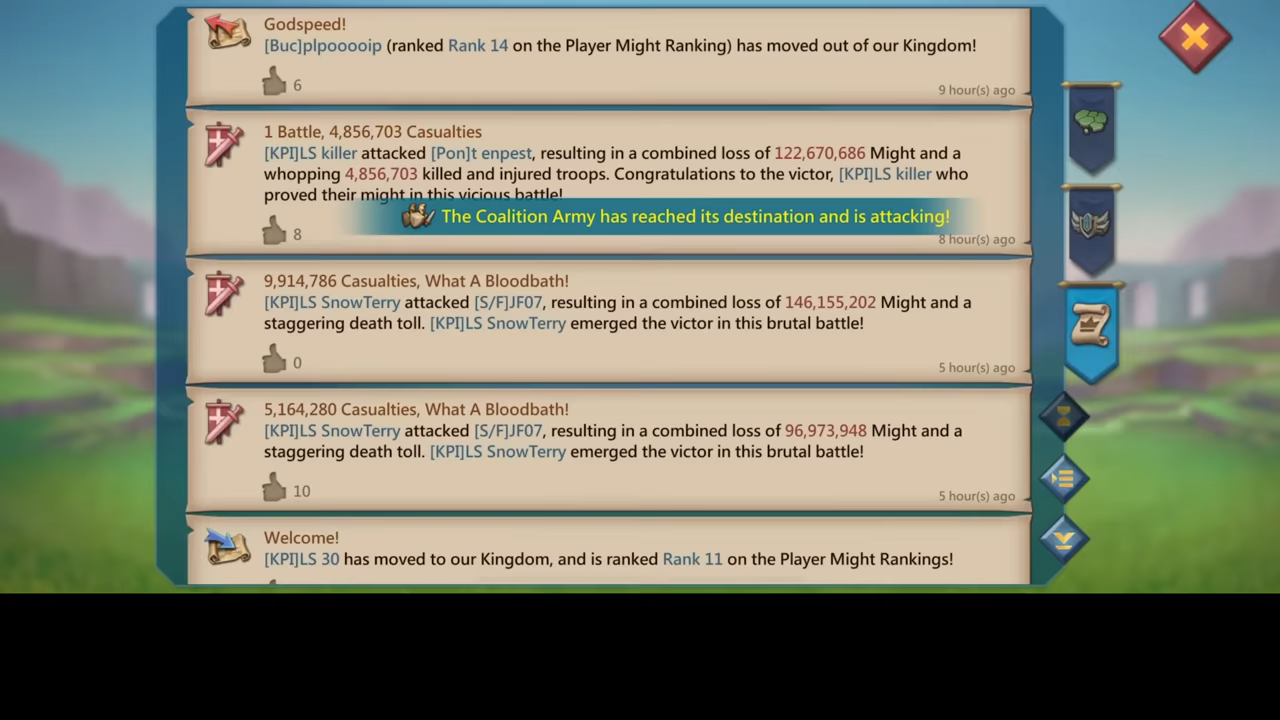 Godspeed!
[Buc]plpooooip (ranked Rank 14 on the Player Might Ranking) has moved out of our Kingdom!
6
9 hour(s) ago
1 Battle, 4,856,703 Casualties
[KPI]LS killer attacked [Pon]t enpest, resulting in a combined loss of 122,670,686 Might and a
whopping 4,856,703 killed and injured troops. Congratulations to the victor, [KPI]LS killer who
proved their might in this vicious battle!
The Coalition Army has reached its destination and is attacking!
8
8 hour(s) ago
9,914,786 Casualties, What A Bloodbath!
[KPI]LS SnowTerry attacked [S/F]JF07, resulting in a combined loss of 146,155,202 Might and a
staggering death toll. [KPI]LS SnowTerry emerged the victor in this brutal battle!
0
5 hour(s) ago
5,164,280 Casualties, What A Bloodbath!
[KPI]LS SnowTerry attacked [S/F]JF07, resulting in a combined loss of 96,973,948 Might and a
staggering death toll. [KPI]LS SnowTerry emerged the victor in this brutal battle!
10
5 hour(s) ago
Welcome!
[KPI]LS 30 has moved to our Kingdom, and is ranked Rank 11 on the Player Might Rankings!